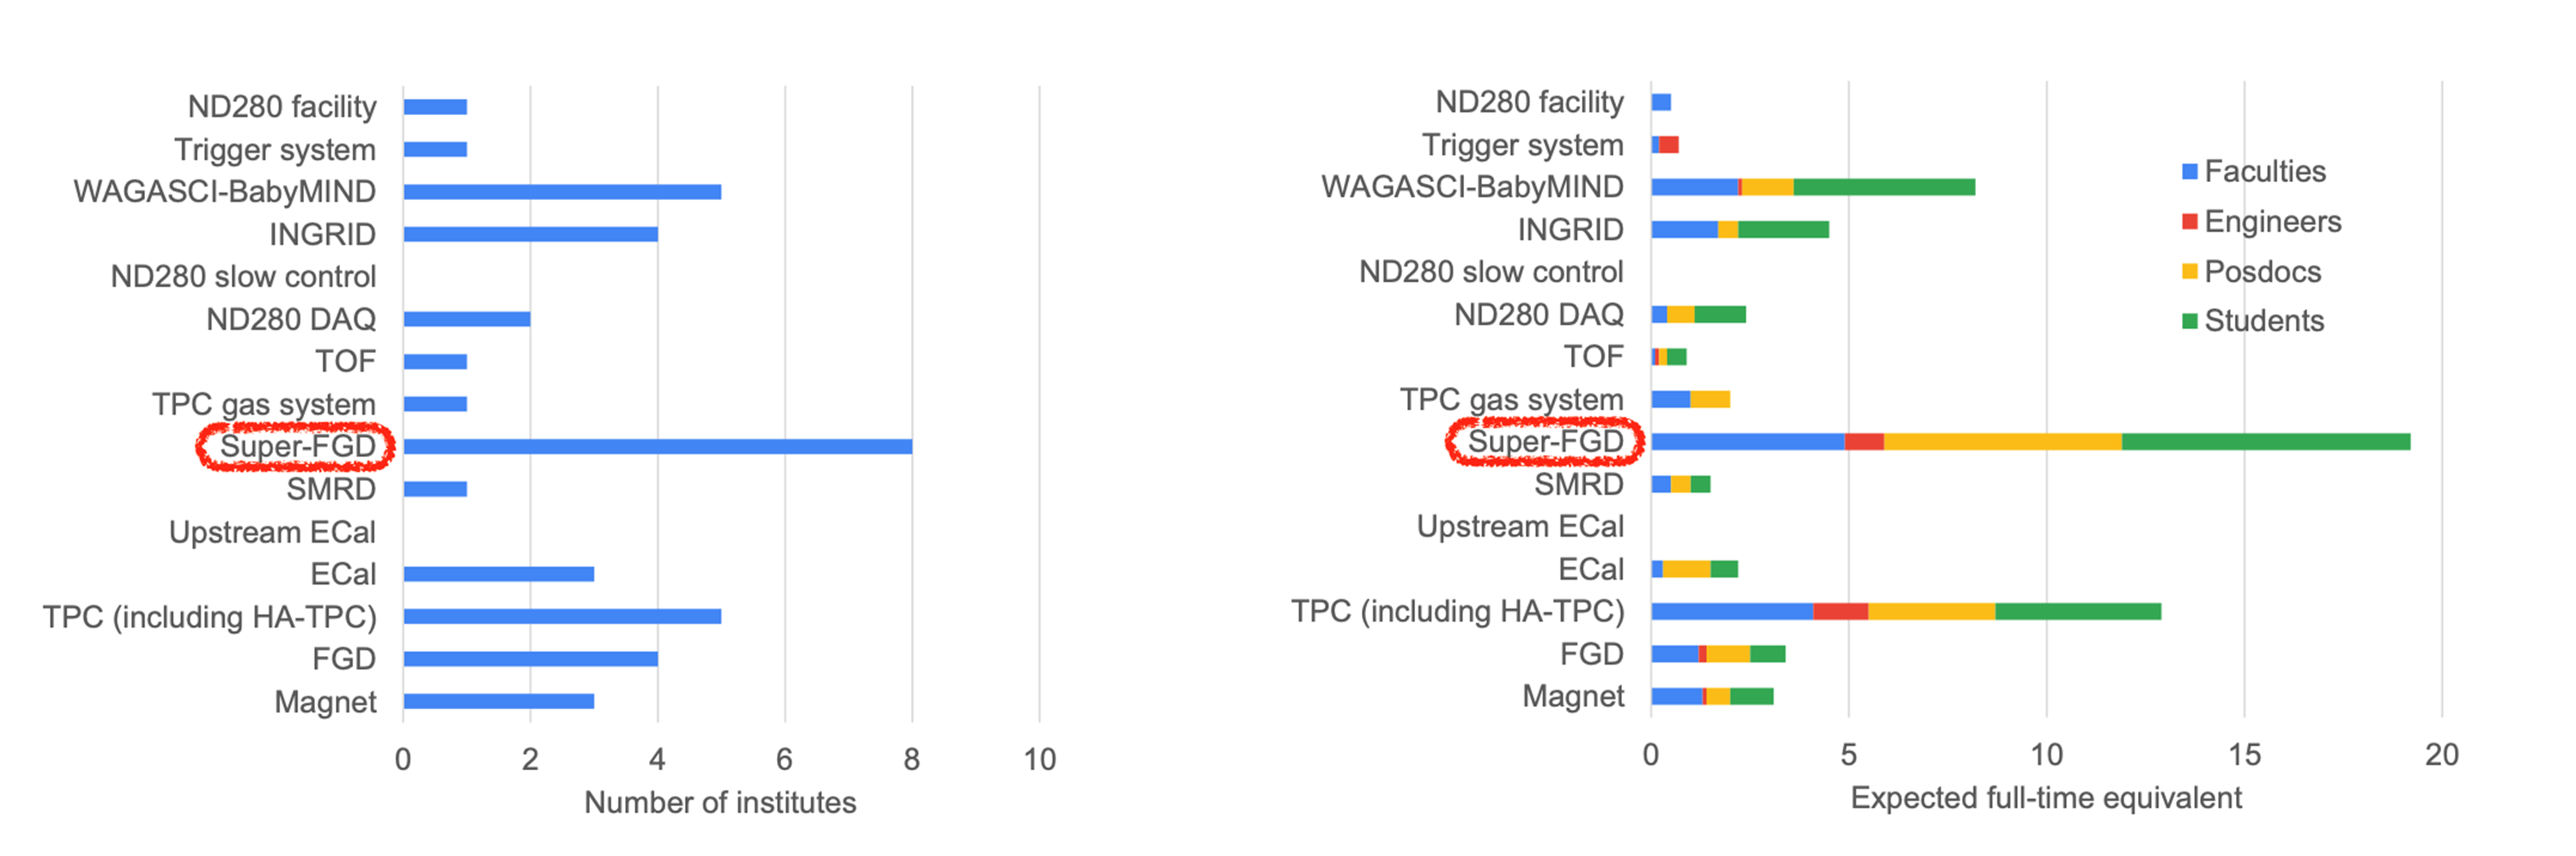 ND280 facility
Trigger system
WAGASCI-BabyMIND
INGRID
ND280 slow control
ND280 DAQ
TOF
TPC gas system
Super-FGD
SMRD
Upstream ECal
ECal
TPC (including HA-TPC)
FGD
Magnet
0 2 4 6 8 10
Number of institutes
ND280 facility
Trigger system
WAGASCI-BabyMIND
INGRID
ND280 slow control
ND280 DAQ
TOF
TPC gas system
Super-FGD
SMRD
Upstream ECal
ECal
TPC (including HA-TPC)
FGD
Magnet
0 5 10 15 20
Expected full-time equivalent
Faculties
Engineers
Posdocs
Students